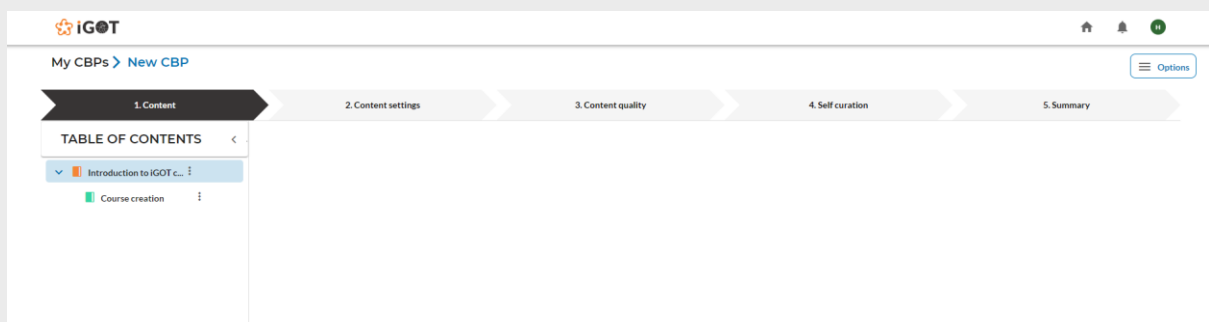 iGOT
H
My CBPs > New CBP
Options
1. Content
2. Content settings
3. Content quality
4. Self curation
5. Summary
TABLE OF CONTENTS
Introduction to iGOT c...
Course creation